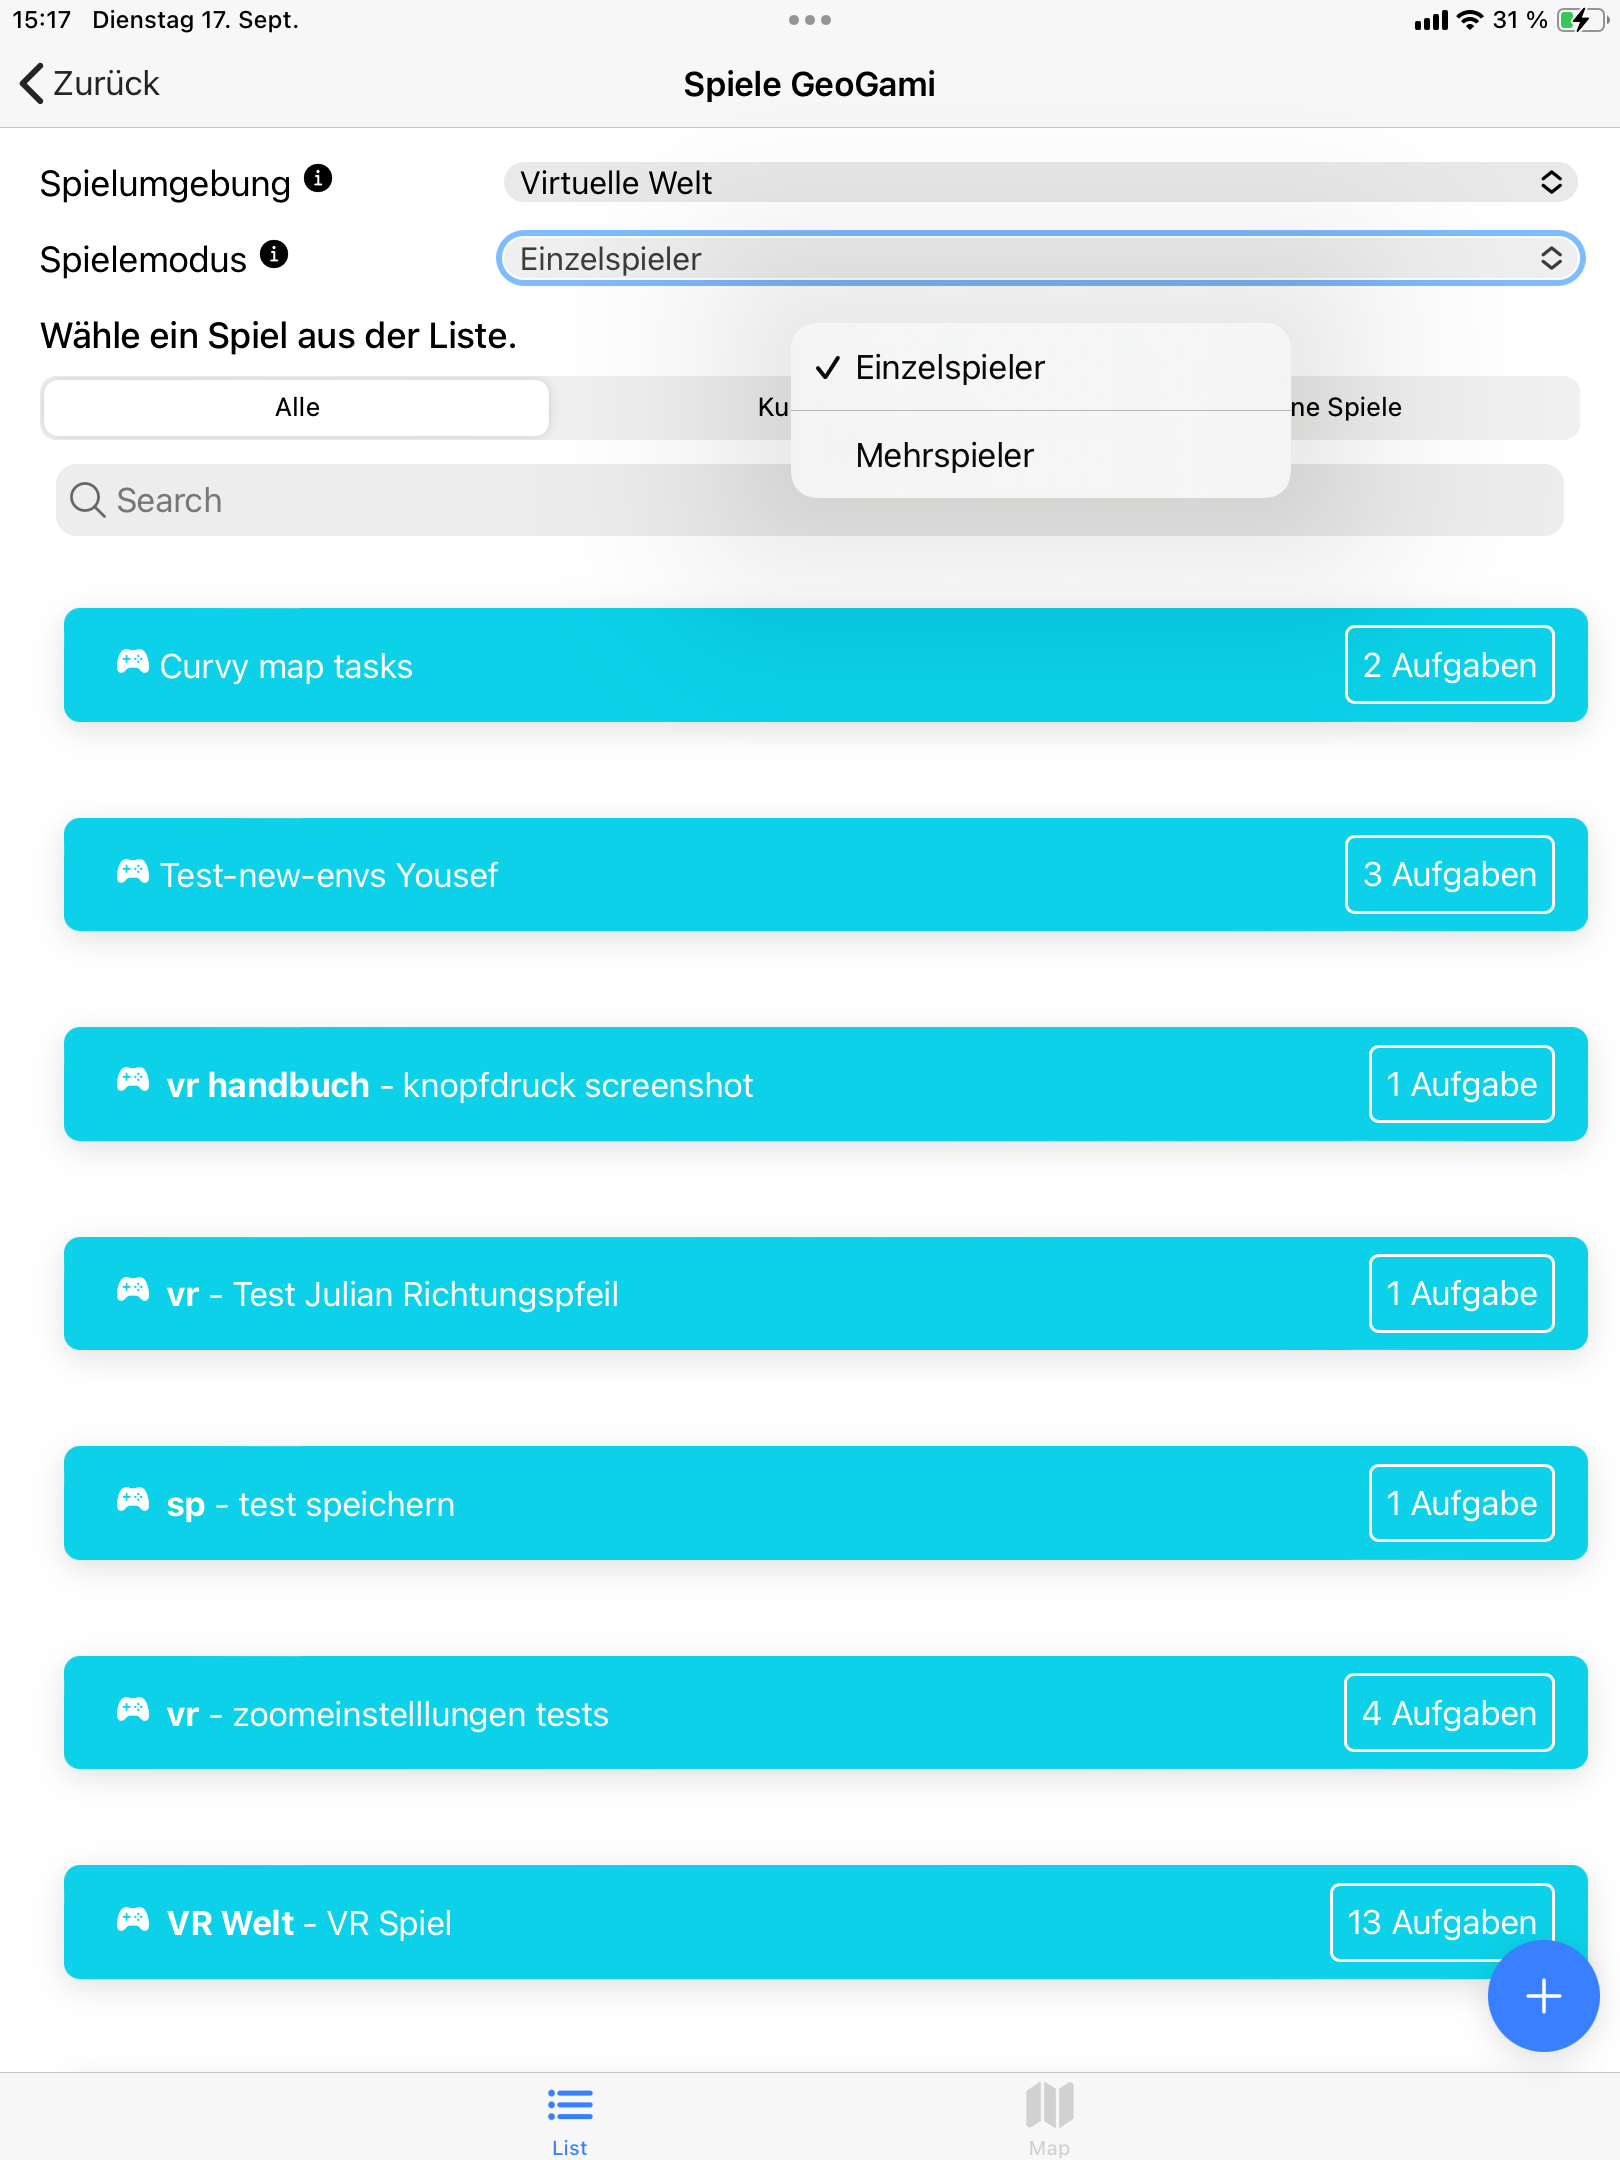 15:17 Dienstag 17. Sept.
31 %
Zurück
Spiele GeoGami
Spielumgebung
Virtuelle Welt
Spielemodus
Einzelspieler
Wähle ein Spiel aus der Liste.
Einzelspieler
Mehrspieler
Alle
Spiele
Search
Curvy map tasks
2 Aufgaben
Test-new-envs Yousef
3 Aufgaben
vr handbuch - knopfdruck screenshot
1 Aufgabe
vr - Test Julian Richtungspfeil
1 Aufgabe
sp - test speichern
1 Aufgabe
vr - zoomeinstelllungen tests
4 Aufgaben
VR Welt - VR Spiel
13 Aufgaben
List
Map